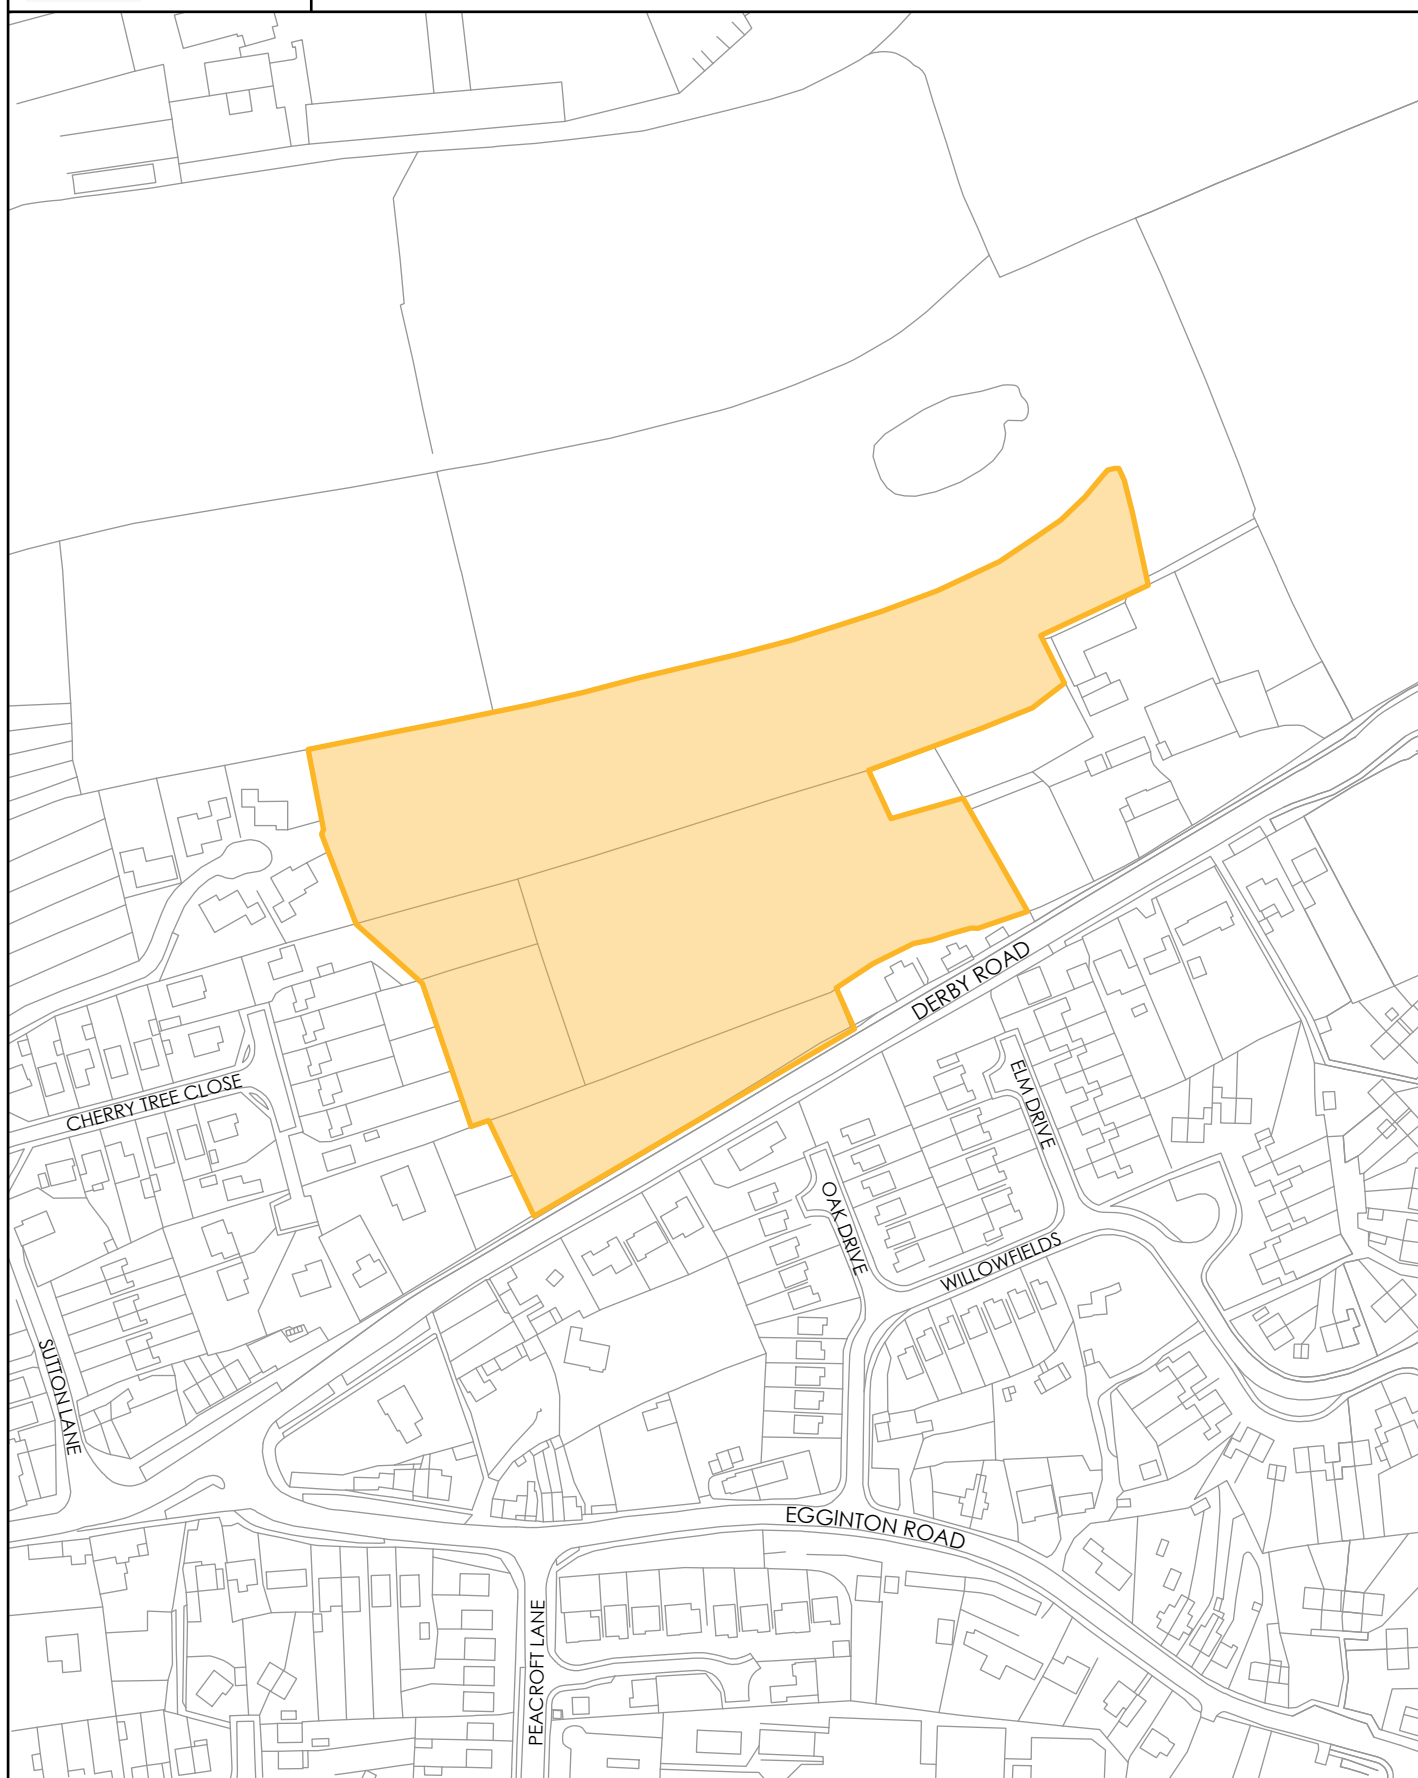 DERBY ROAD
ELM DRIVE
CHERRY TREE CLOSE
OAK DRIVE
WILLOWFIELDS
SUTTON LANE
EGGINTON ROAD
PEACROFT LANE